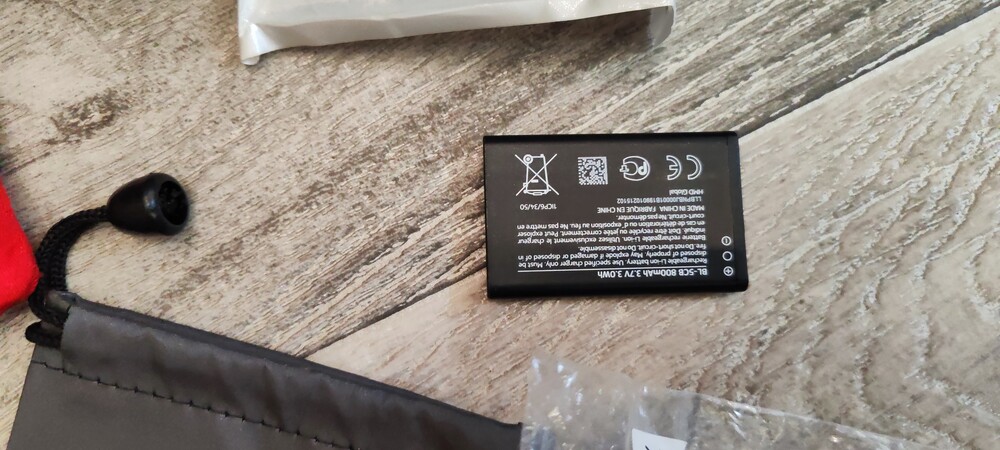 BL-5CB 800mAh 3.7V 3.0Wh
Rechargeable Li-ion battery. Use specified charger only. Must be
disposed of properly. May explode if damaged or disposed of in
fire. Do not short-circuit. Do not disassemble.
Batterie rechargeable Li-ion. Utilisez exclusivement le chargeur
indiqué. Doit être recyclée ou jetée correctement. Peut exploser
en cas de détérioration ou d'exposition au feu. Ne pas mettre en
court-circuit. Ne pas démonter.
MADE IN CHINA FABRIQUÉ EN CHINE
HMD Global
1ICP6/34/50